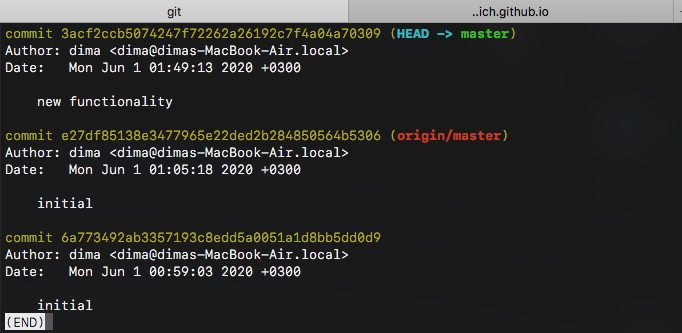 git
..ich.github.io
commit 3acf2ccb5074247f72262a26192c7f4a04a70309 (HEAD -> master)
Author: dima <dima@dimas-MacBook-Air.local>
Date:   Mon Jun 1 01:49:13 2020 +0300
new functionality
commit e27df85138e3477965e22ded2b284850564b5306 (origin/master)
Author: dima <dima@dimas-MacBook-Air.local>
Date:   Mon Jun 1 01:05:18 2020 +0300
initial
commit 6a773492ab3357193c8edd5a0051a1d8bb5dd0d9
Author: dima <dima@dimas-MacBook-Air.local>
Date:   Mon Jun 1 00:59:03 2020 +0300
initial
(END)